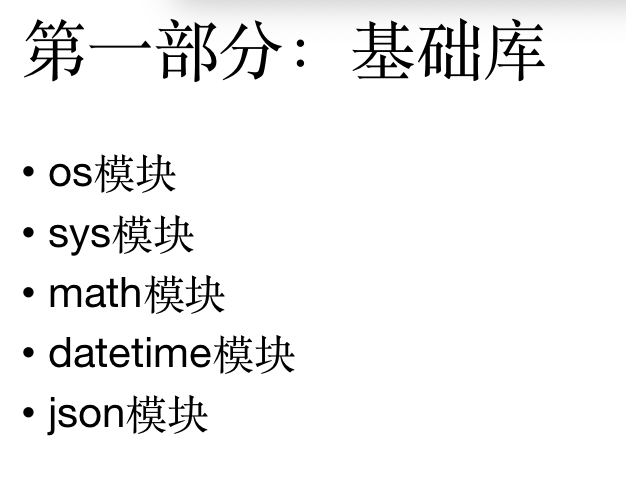 第一部分：基础库
• os模块
• sys模块
• math模块
• datetime模块
• json模块